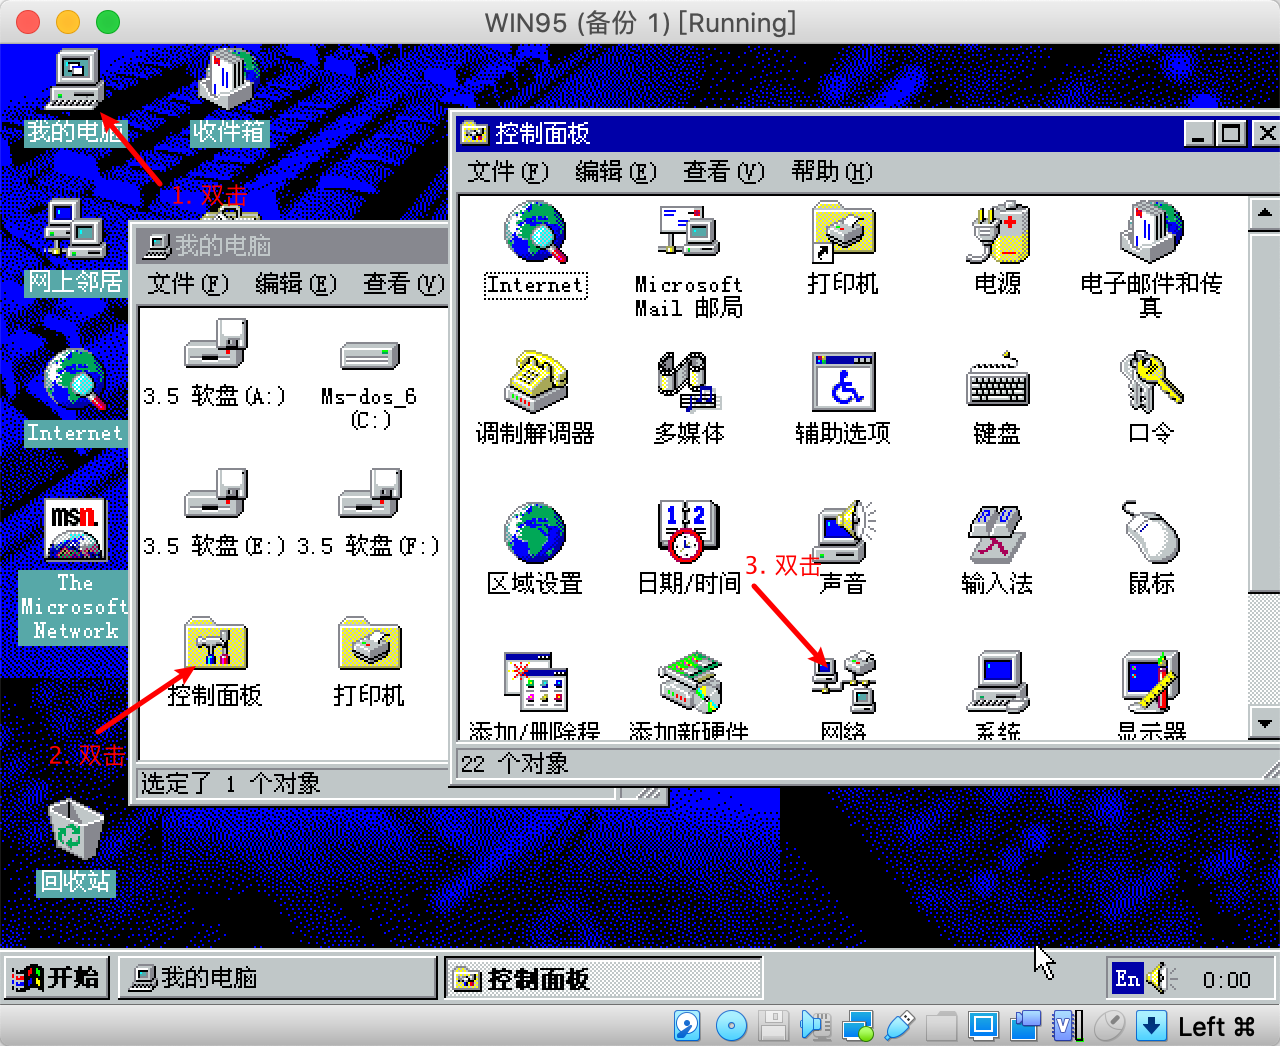 WIN95 (备份 1) [Running]
我的电脑
收件箱
1. 双击
网上邻居
Internet
msn.
The
Microsoft
Network
回收站
我的电脑
文件(F) 编辑(E) 查看(V)
3.5 软盘(A:)
Ms-dos_6
(C:)
3.5 软盘(E:)
3.5 软盘(F:)
控制面板
打印机
2. 双击
选定了 1 个对象
控制面板
文件(F) 编辑(E) 查看(V) 帮助(H)
Internet
Microsoft
Mail 邮局
打印机
电源
电子邮件和传
真
调制解调器
多媒体
辅助选项
键盘
口令
区域设置
日期/时间
3. 双击
声音
输入法
鼠标
添加/删除程
添加新硬件
网络
系统
显示器
22 个对象
开始
我的电脑
控制面板
En
0:00
Left ⌘